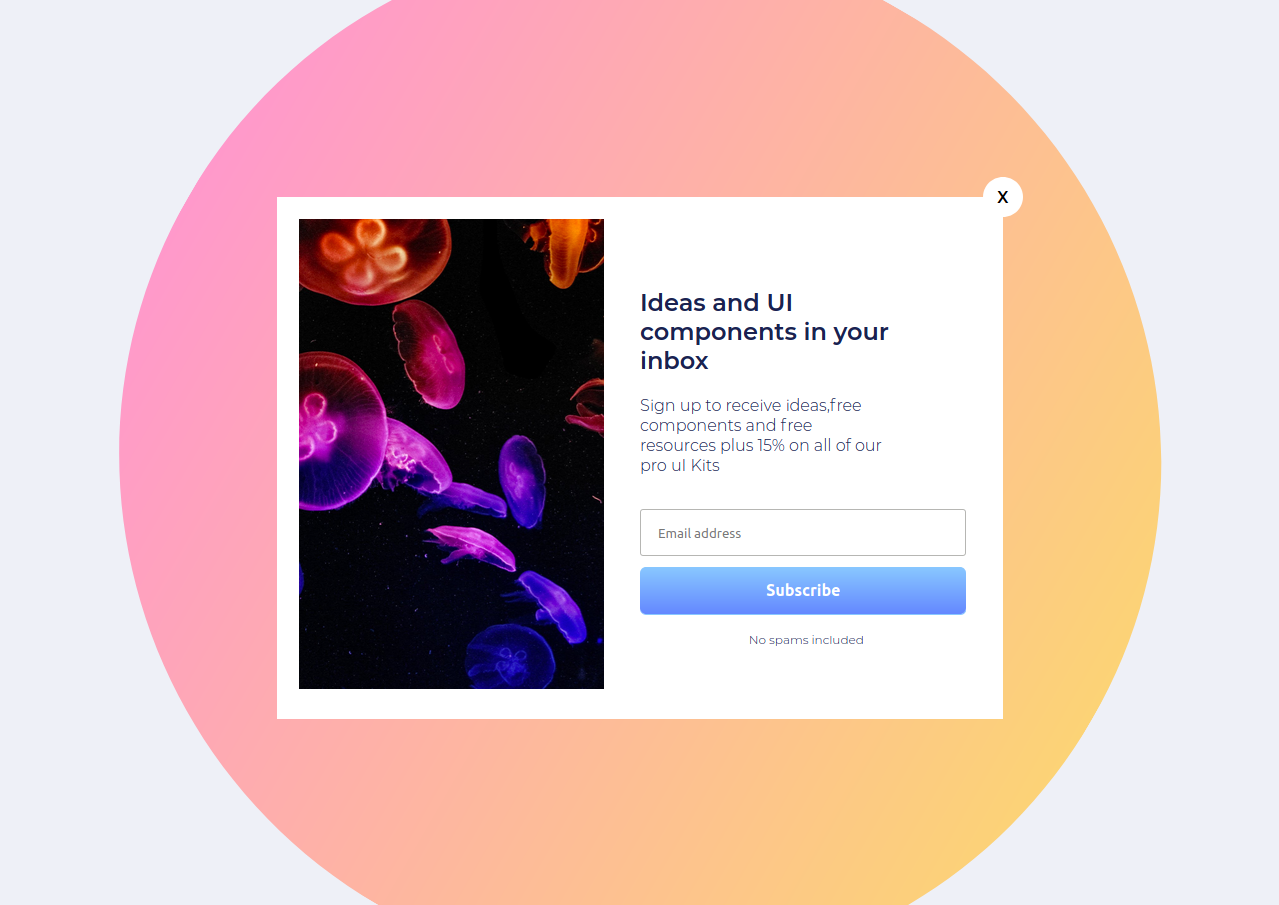 X
Ideas and UI
components in your
inbox
Sign up to receive ideas,free
components and free
resources plus 15% on all of our
pro uI Kits
Email address
Subscribe
No spams included